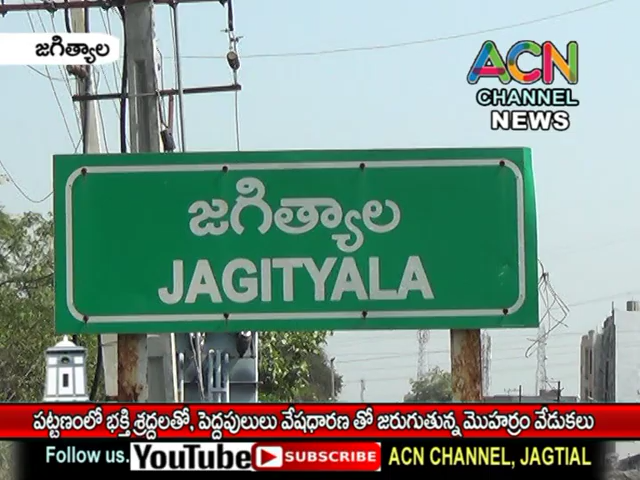 జగిత్యాల
ACN
CHANNEL
NEWS
జగిత్యాల
JAGITYALA
పట్టణంలో భక్తి శ్రద్దలతో, పెద్దపులులు వేషధారణ తో జరుగుతున్న మొహర్రం వేడుకలు
Follow us. YouTube SUBSCRIBE ACN CHANNEL, JAGTIAL